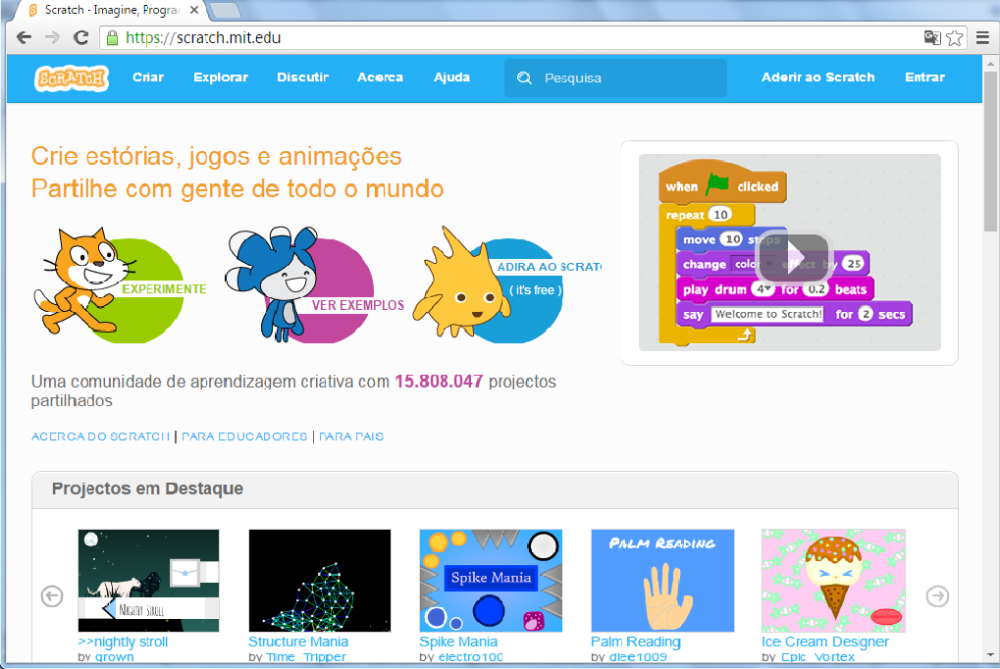 Scratch - Imagine, Progra
https://scratch.mit.edu
SCRATCH Criar Explorar Discutir Acerca Ajuda Pesquisa Aderir ao Scratch Entrar
Crie estórias, jogos e animações
Partilhe com gente de todo o mundo
EXPERIMENTE
VER EXEMPLOS
ADIRA AO SCRATC
( it's free )
when clicked
repeat 10
move 10 steps
change color effect by 25
play drum 4 for 0.2 beats
say Welcome to Scratch! for 2 secs
Uma comunidade de aprendizagem criativa com 15.808.047 projectos
partilhados
ACERCA DO SCRATCH | PARA EDUCADORES | PARA PAIS
Projectos em Destaque
Nightly Stroll
Spike Mania
PALM READING
>>nightly stroll
by grown
Structure Mania
by Time_Tripper
Spike Mania
by electro100
Palm Reading
by dlee1009
Ice Cream Designer
by Epic_Vortex